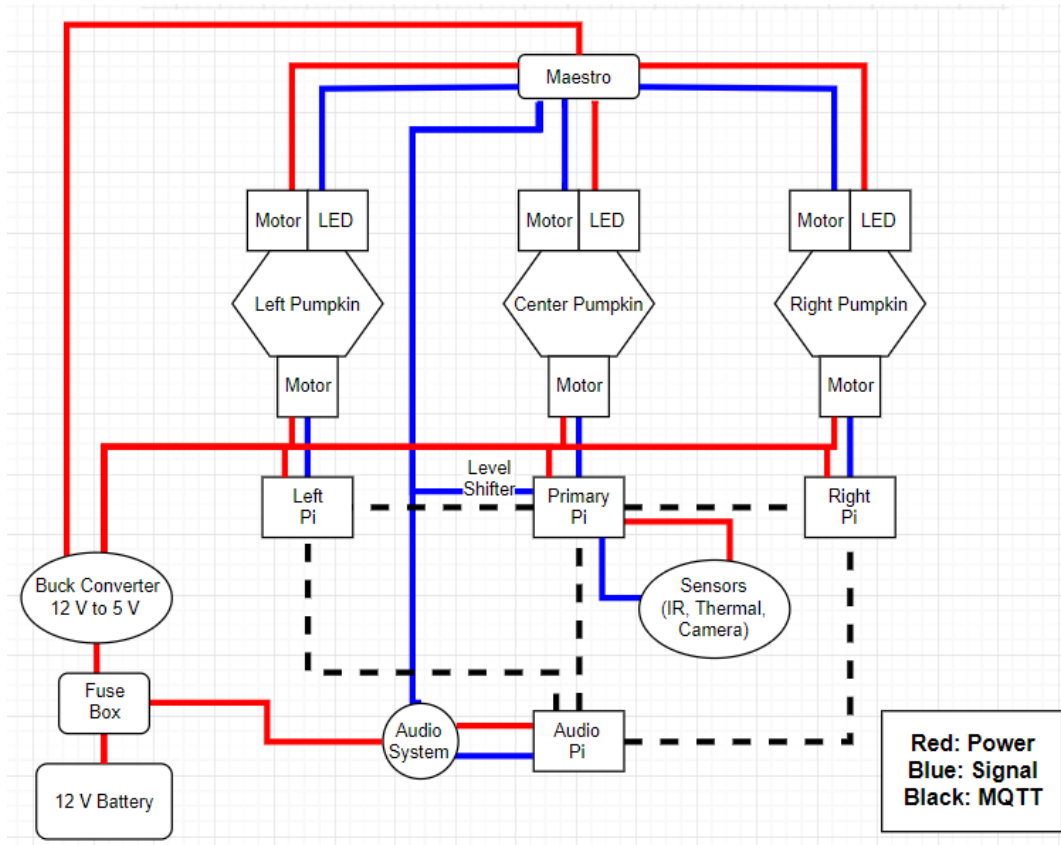 Maestro
Motor
LED
Motor
LED
Motor
LED
Left Pumpkin
Center Pumpkin
Right Pumpkin
Motor
Motor
Motor
Level
Shifter
Left
Pi
Primary
Pi
Right
Pi
Buck Converter
12 V to 5 V
Sensors
(IR, Thermal,
Camera)
Fuse
Box
Audio
System
Audio
Pi
12 V Battery
Red: Power
Blue: Signal
Black: MQTT